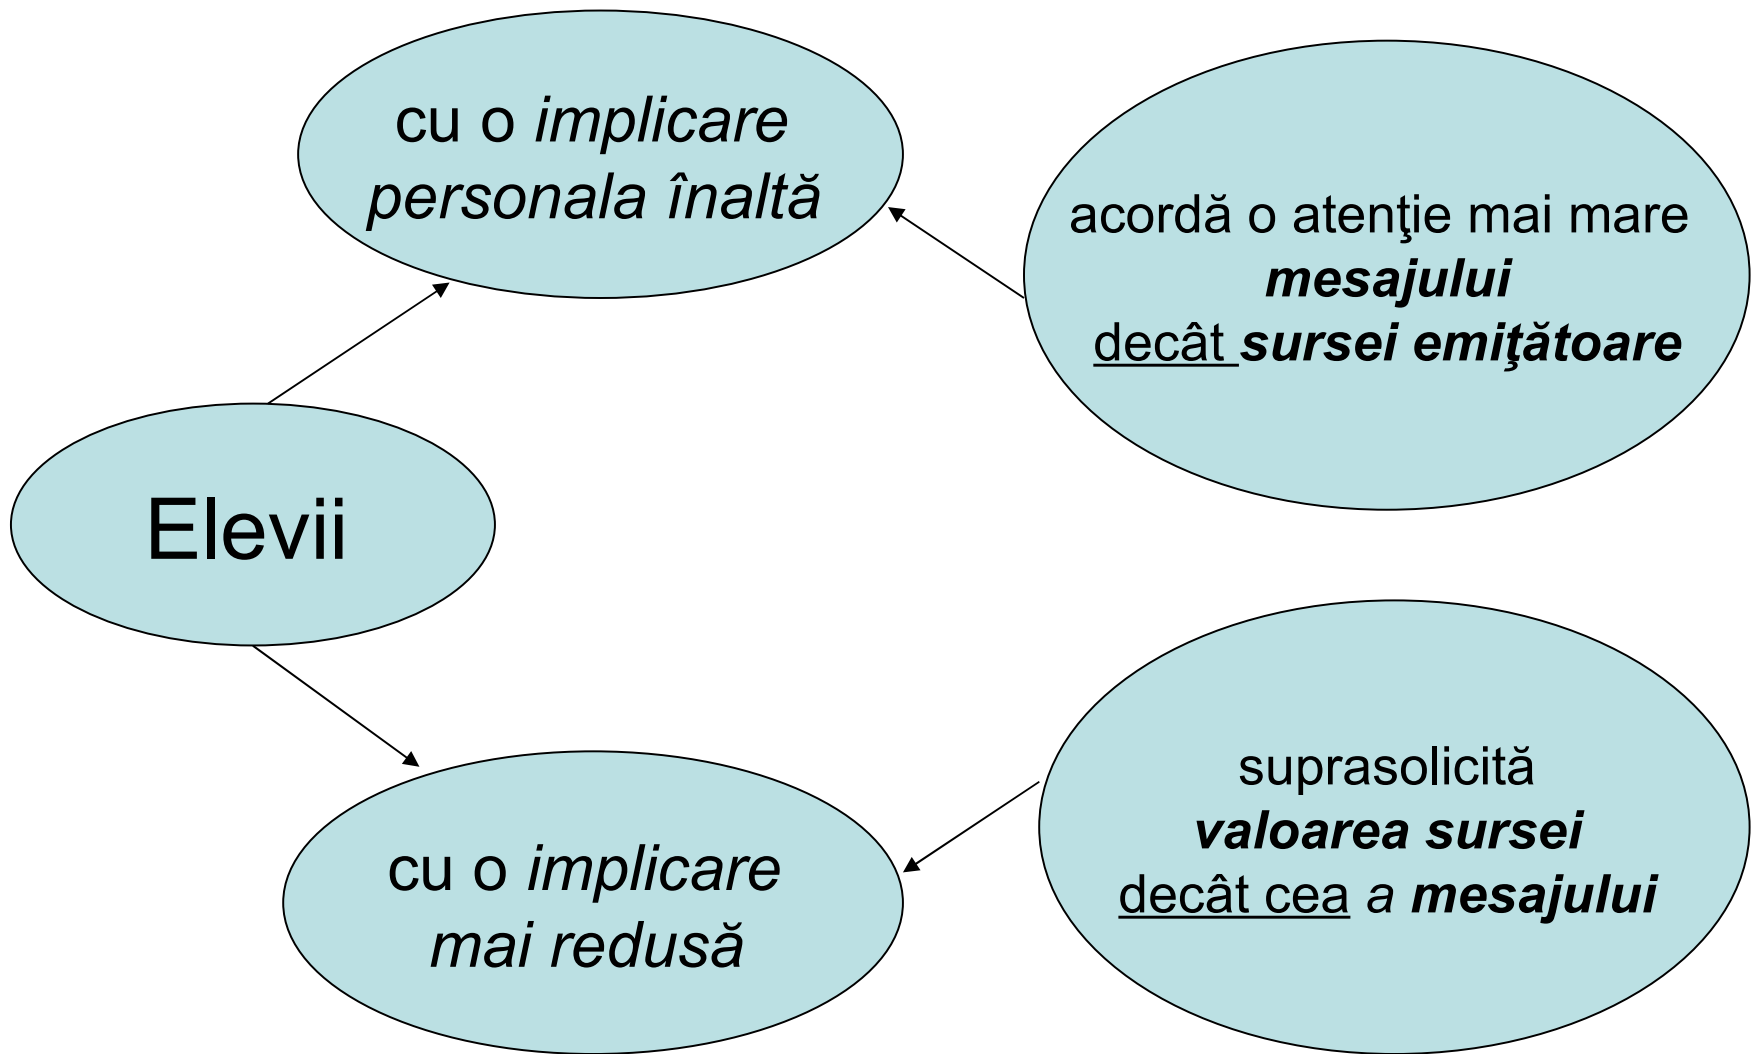 cu o implicare
personala înaltă
acordă o atenţie mai mare
mesajului
decât sursei emiţătoare
Elevii
cu o implicare
mai redusă
suprasolicită
valoarea sursei
decât cea a mesajului